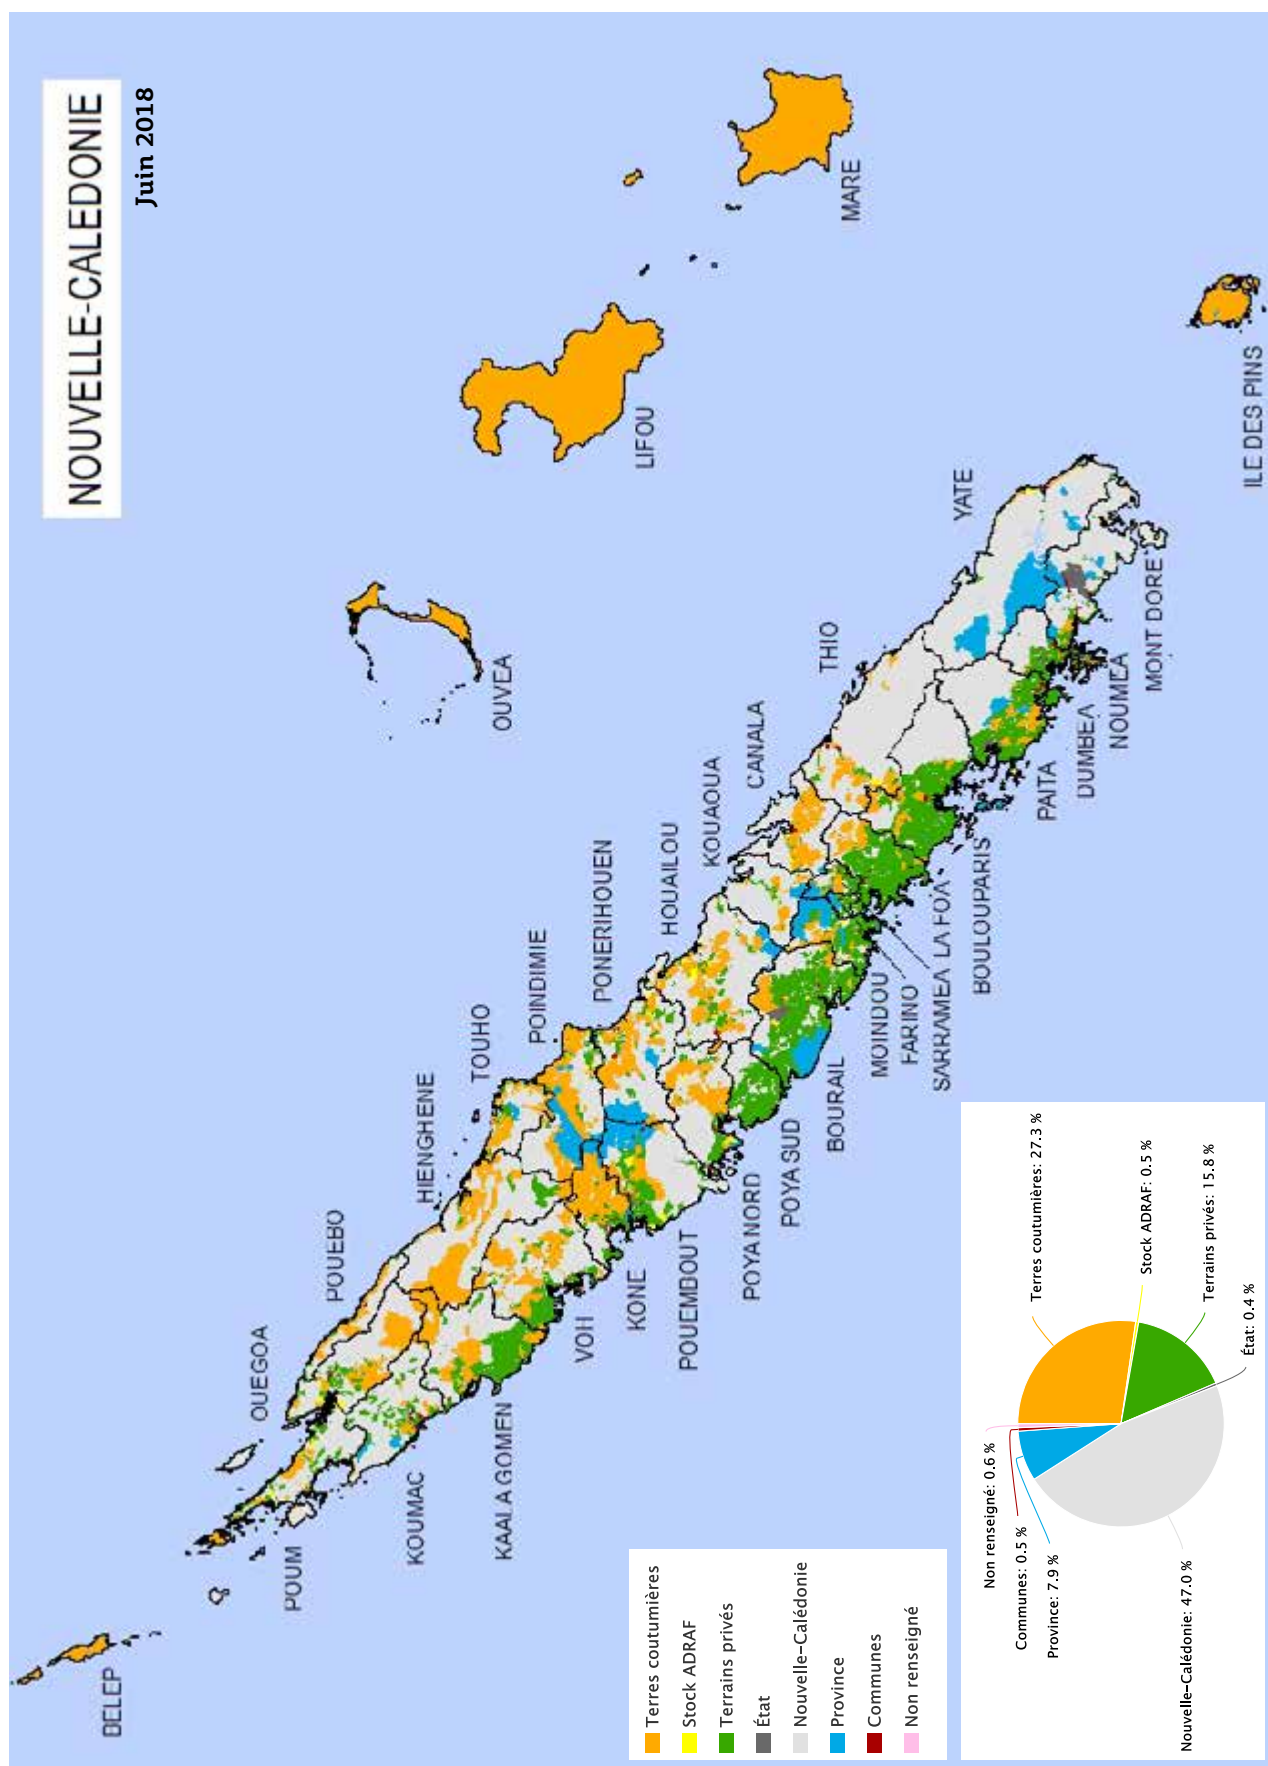 NOUVELLE-CALEDONIE
Juin 2018
BELEP
POUM
OUEGOA
POUEBO
HIENGHENE
TOUHO
POINDIMIE
PONERIHOUEN
HOUAILOU
KOUAOUA
CANALA
THIO
YATE
OUVEA
LIFOU
MARE
ILE DES PINS
KOUMAC
KAALA GOMEN
VOH
KONE
POUEMBOUT
POYA NORD
POYA SUD
BOURAIL
MOINDOU
FARINO
SARRAMEA LA FOA
BOULOUPARIS
PAITA
DUMBEA
NOUMEA
MONT DORE
Terres coutumières
Stock ADRAF
Terrains privés
État
Nouvelle-Calédonie
Province
Communes
Non renseigné
Non renseigné: 0.6 %
Communes: 0.5 %
Province: 7.9 %
Nouvelle-Calédonie: 47.0 %
Terres coutumières: 27.3 %
Stock ADRAF: 0.5 %
Terrains privés: 15.8 %
État: 0.4 %